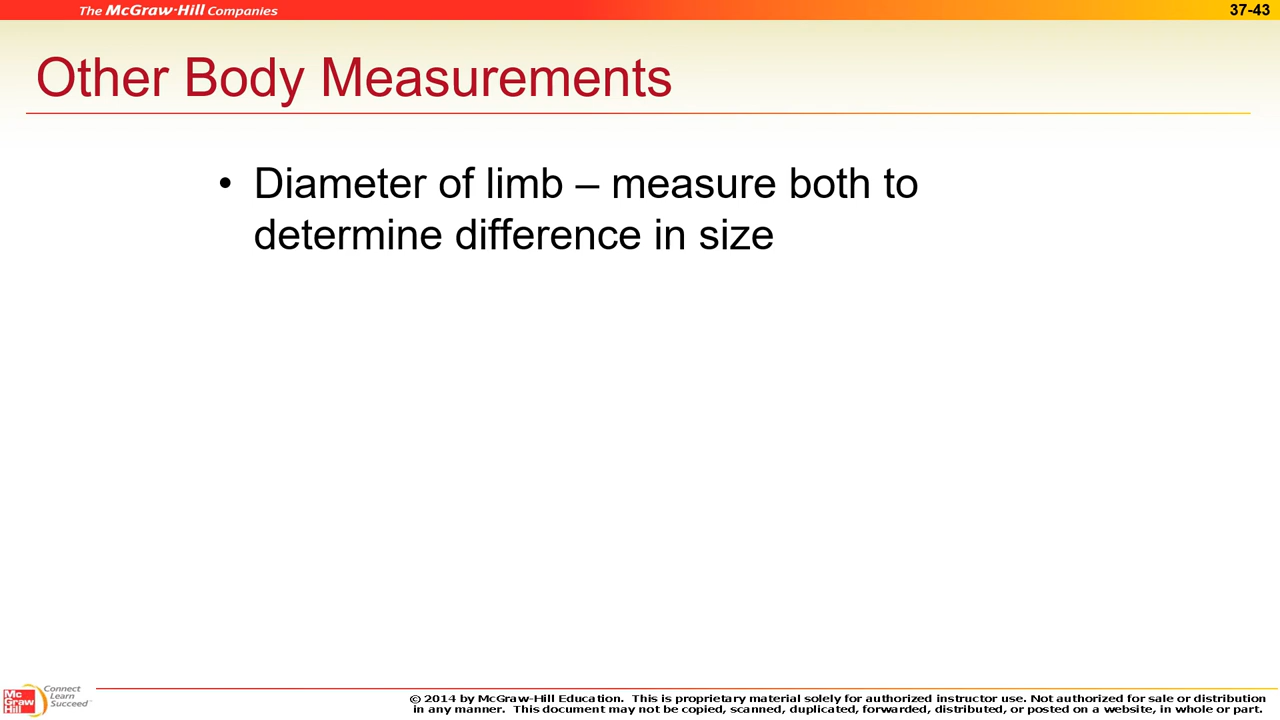 The McGraw-Hill Companies
37-43
Other Body Measurements
• Diameter of limb – measure both to
determine difference in size
Mc
Graw
Hill
Connect
Learn
Succeed™
© 2014 by McGraw-Hill Education. This is proprietary material solely for authorized instructor use. Not authorized for sale or distribution
in any manner. This document may not be copied, scanned, duplicated, forwarded, distributed, or posted on a website, in whole or part.